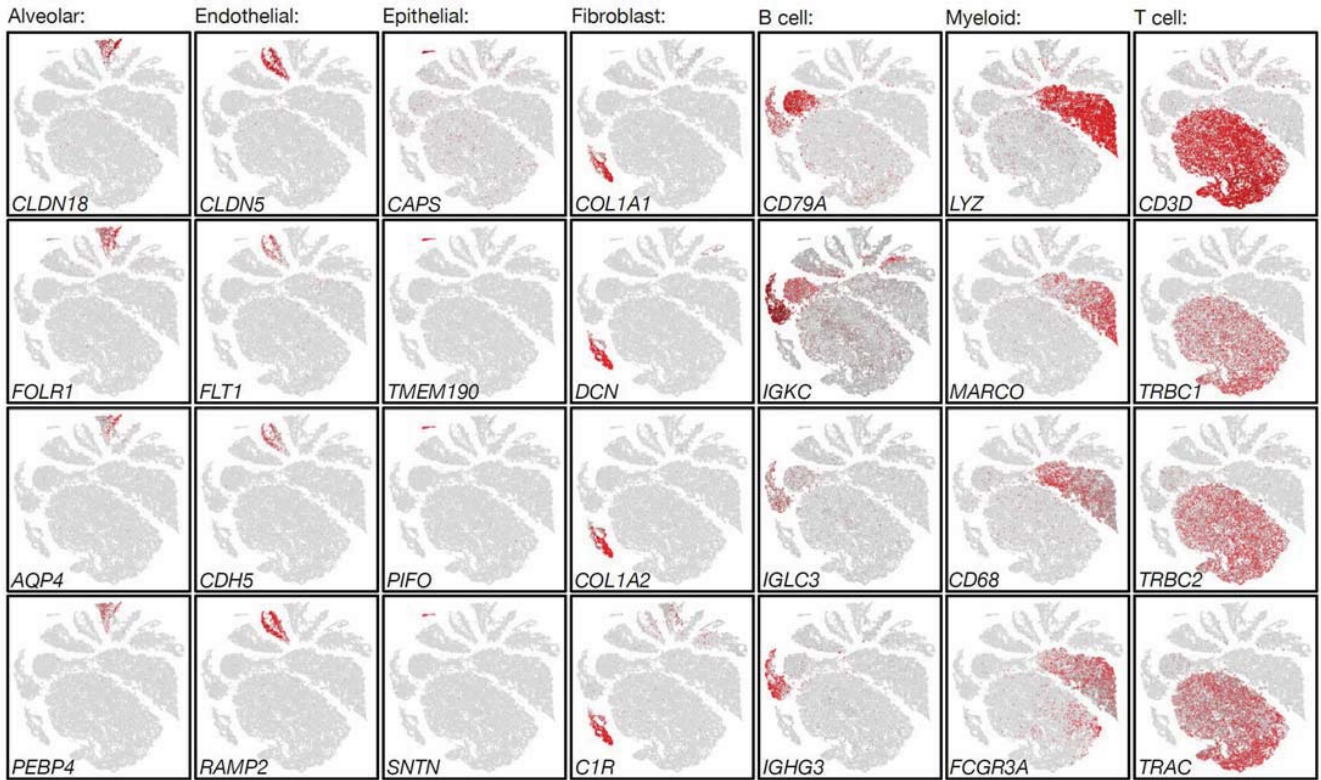 Alveolar: Endothelial: Epithelial: Fibroblast: B cell: Myeloid: T cell:
CLDN18 CLDN5 CAPS COL1A1 CD79A LYZ CD3D
FOLR1 FLT1 TMEM190 DCN IGKC MARCO TRBC1
AQP4 CDH5 PIFO COL1A2 IGLC3 CD68 TRBC2
PEBP4 RAMP2 SNTN C1R IGHG3 FCGR3A TRAC